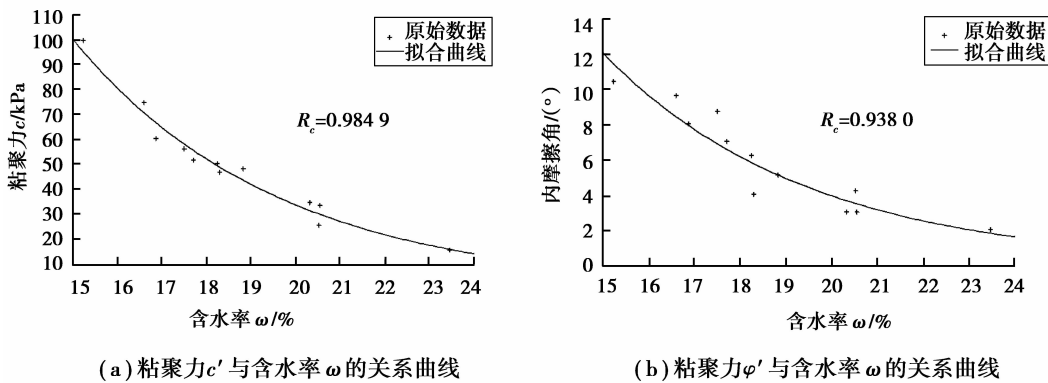 110
100
90
80
70
60
50
40
30
20
10
粘聚力c/kPa
原始数据
拟合曲线
R_c=0.984 9
15 16 17 18 19 20 21 22 23 24
含水率 ω/%
(a)粘聚力c′与含水率 ω 的关系曲线
14
12
10
8
6
4
2
0
内摩擦角/(°)
原始数据
拟合曲线
R_c=0.938 0
15 16 17 18 19 20 21 22 23 24
含水率 ω/%
(b)粘聚力φ′与含水率 ω 的关系曲线